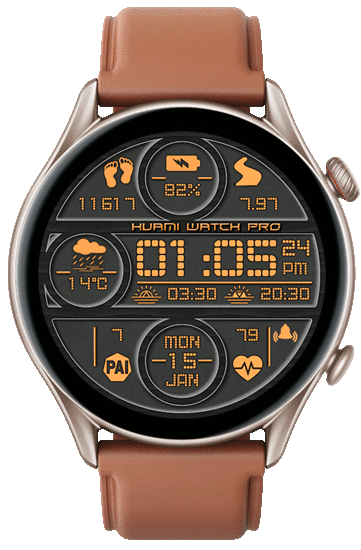 82%
11617
7.97
HUAMI WATCH PRO
01:05
24
PM
14°C
03:30
20:30
7
PAI
MON
15
JAN
79